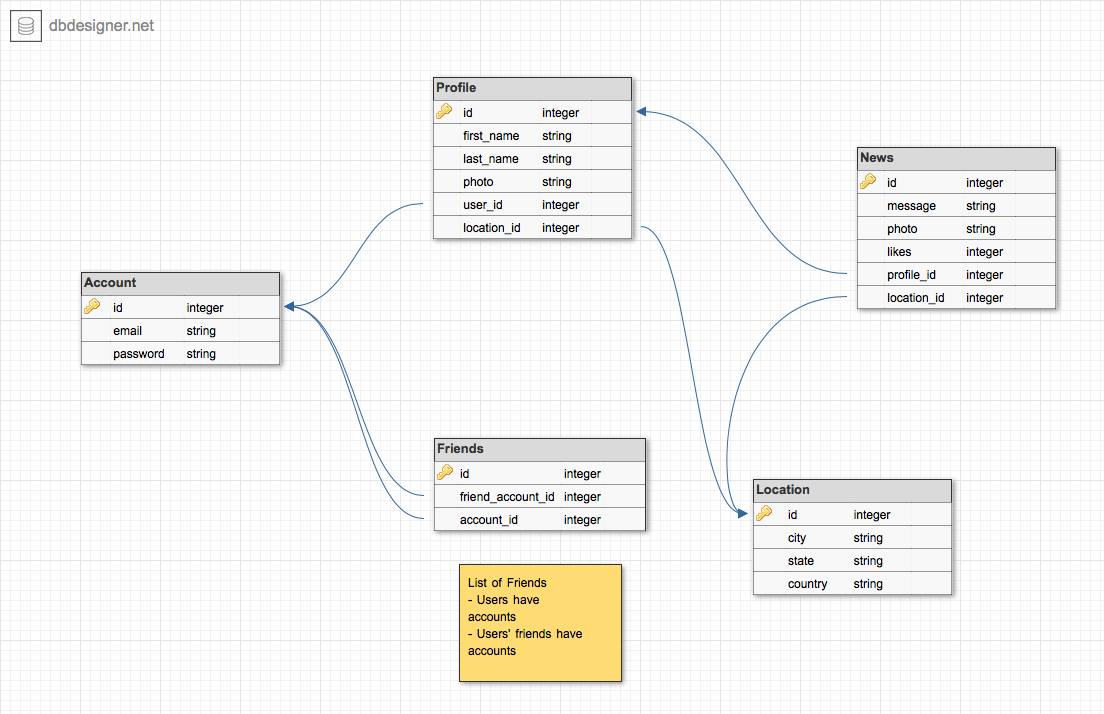 dbdesigner.net
Profile
id integer
first_name string
last_name string
photo string
user_id integer
location_id integer
News
id integer
message string
photo string
likes integer
profile_id integer
location_id integer
Account
id integer
email string
password string
Friends
id integer
friend_account_id integer
account_id integer
Location
id integer
city string
state string
country string
List of Friends
- Users have
accounts
- Users' friends have
accounts